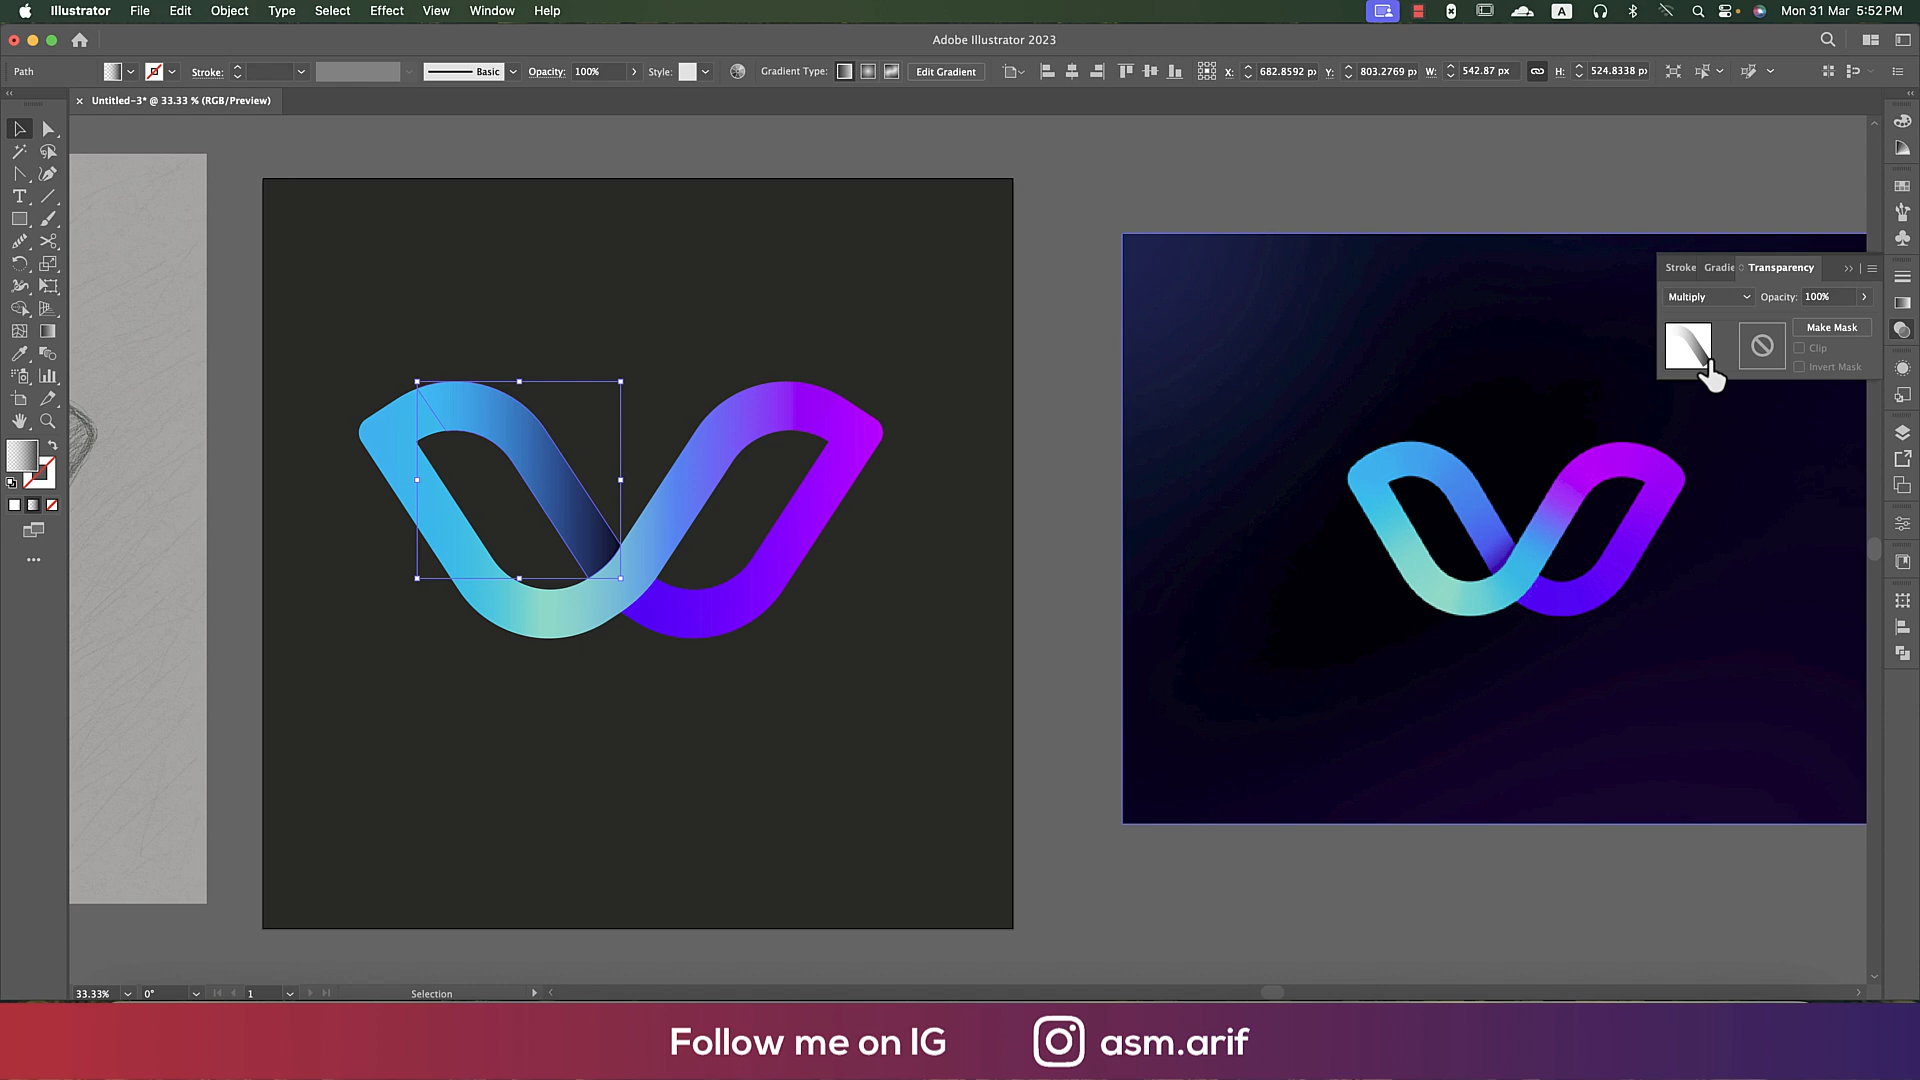 Illustrator File Edit Object Type Select Effect View Window Help
A Mon 31 Mar 5:52 PM
Adobe Illustrator 2023
Path Stroke: Basic Opacity: 100% Style: Gradient Type: Edit Gradient X: 682.8592 px Y: 803.2769 px W: 542.87 px H: 524.8338 px
× Untitled-3* @ 33.33 % (RGB/Preview)
Stroke Gradie Transparency
Multiply Opacity: 100%
Make Mask
Clip
Invert Mask
33.33% 0° 1 Selection
Follow me on IG asm.arif